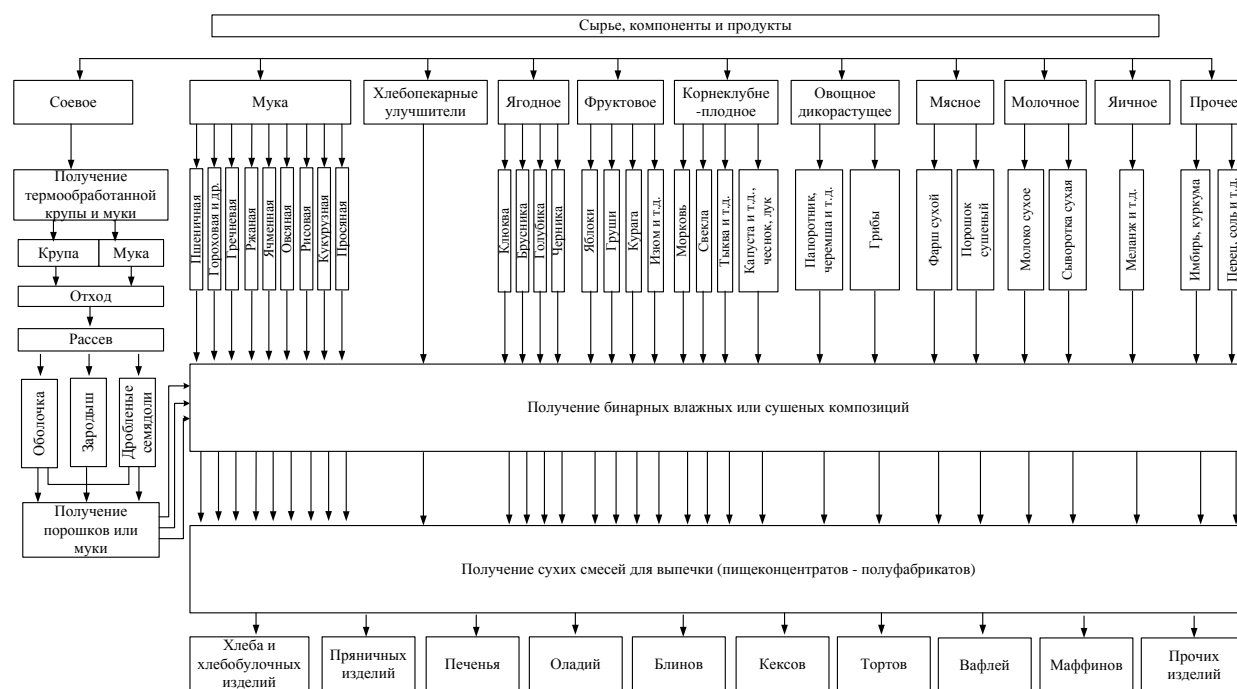 Сырье, компоненты и продукты
Соевое
Мука
Хлебопекарные
улучшители
Ягодное
Фруктовое
Корнеклубне
-плодное
Овощное
дикорастущее
Мясное
Молочное
Яичное
Прочее
Получение
термообработанной
крупы и муки
Крупа
Мука
Отход
Рассев
Оболочка
Зародыш
Дробленые
семядоли
Получение
порошков или
муки
Пшеничная
Гороховая и др.
Гречневая
Ржаная
Ячменная
Овсяная
Рисовая
Кукурузная
Просяная
Клюква
Брусника
Голубика
Черника
Яблоки
Груши
Курага
Изюм и т.д.
Морковь
Свекла
Тыква и т.д.
Капуста и т.д.,
чеснок, лук
Папоротник,
черемша и т.д.
Грибы
Фарш сухой
Порошок
сушеный
Молоко сухое
Сыворотка сухая
Меланж и т.д.
Имбирь, куркума
Перец, соль и т.д.
Получение бинарных влажных или сушеных композиций
Получение сухих смесей для выпечки (пищеконцентратов - полуфабрикатов)
Хлеба и
хлебобулочных
изделий
Пряничных
изделий
Печенья
Оладий
Блинов
Кексов
Тортов
Вафлей
Маффинов
Прочих
изделий